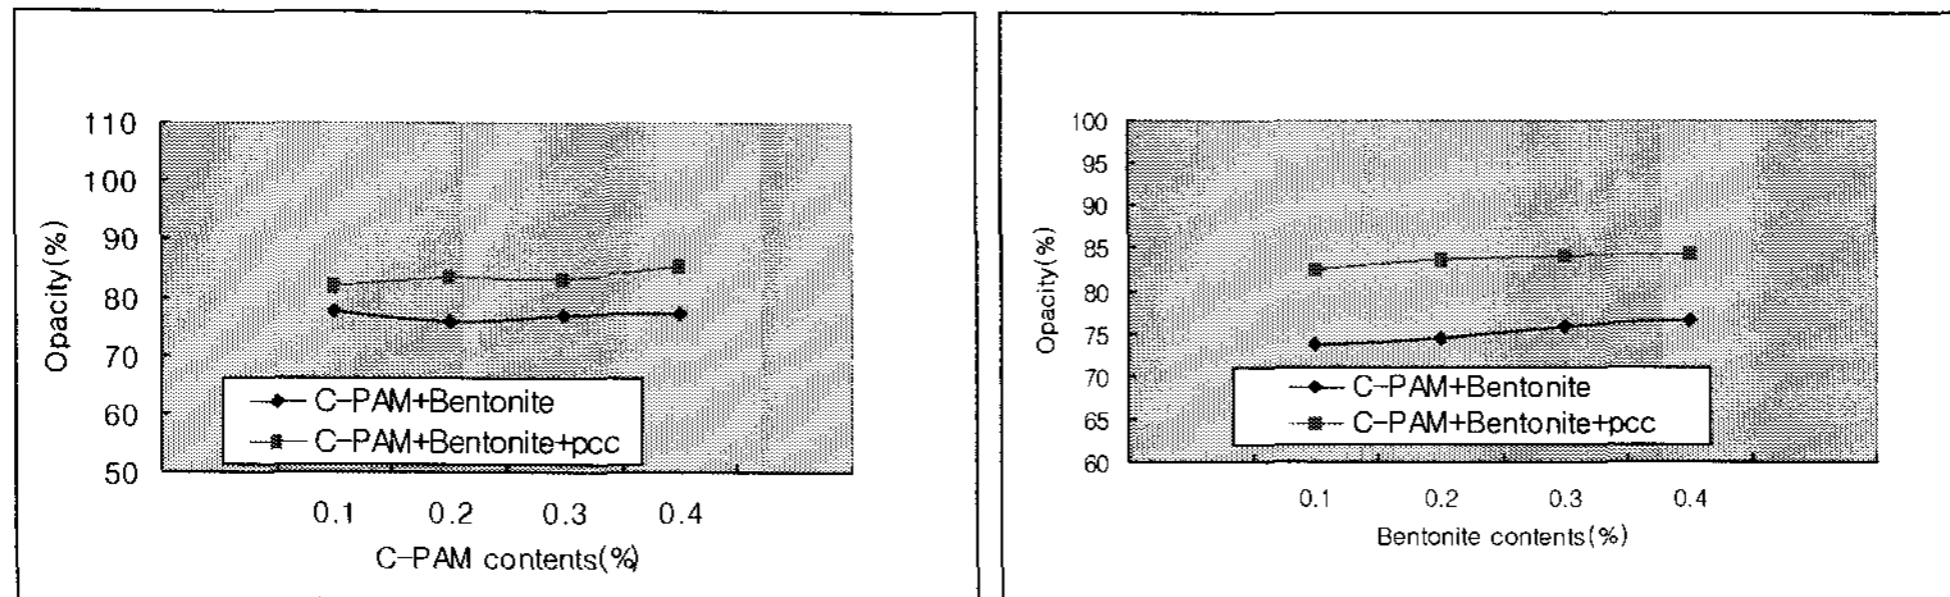 110
100
90
80
70
60
50
Opacity(%)
C-PAM+Bentonite
C-PAM+Bentonite+pcc
0.1 0.2 0.3 0.4
C-PAM contents(%)
100
95
90
85
80
75
70
65
60
Opacity(%)
C-PAM+Bentonite
C-PAM+Bentonite+pcc
0.1 0.2 0.3 0.4
Bentonite contents(%)